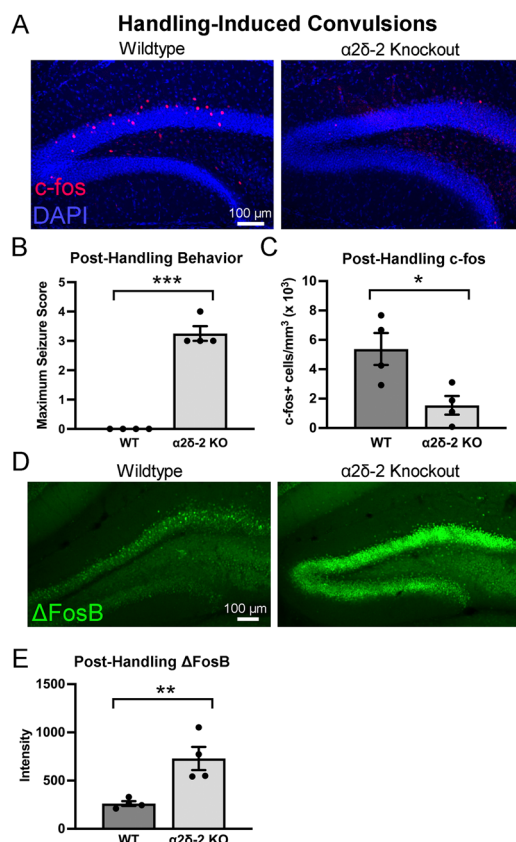 A
Handling-Induced Convulsions
Wildtype
α2δ-2 Knockout
c-fos
DAPI
100 µm
B
Post-Handling Behavior
***
Maximum Seizure Score
5
4
3
2
1
0
WT
α2δ-2 KO
C
Post-Handling c-fos
*
c-fos+ cells/mm³ (x 10³)
10
8
6
4
2
0
WT
α2δ-2 KO
D
Wildtype
α2δ-2 Knockout
ΔFosB
100 µm
E
Post-Handling ΔFosB
**
Intensity
1500
1000
500
0
WT
α2δ-2 KO